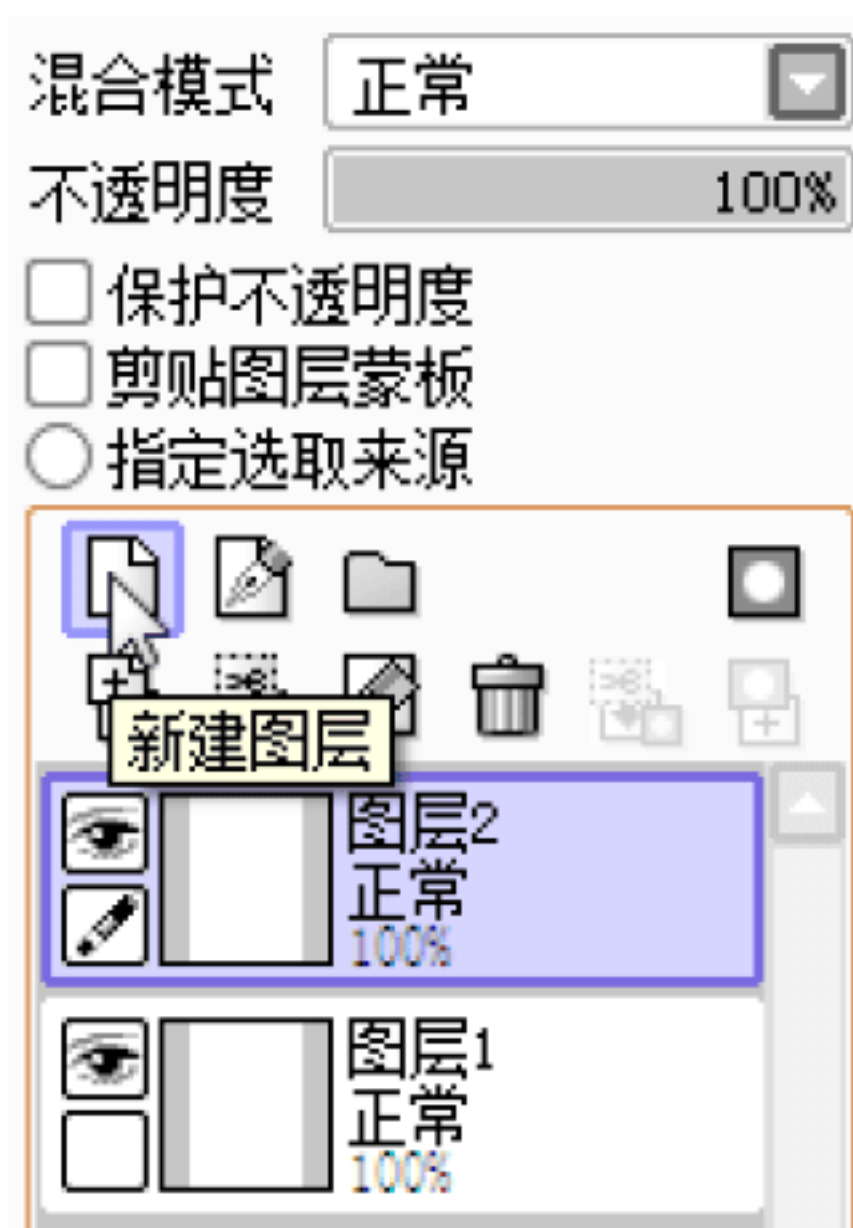 混合模式 正常
不透明度 100%
保护不透明度
剪贴图层蒙板
指定选取来源
新建图层
图层2
正常
100%
图层1
正常
100%